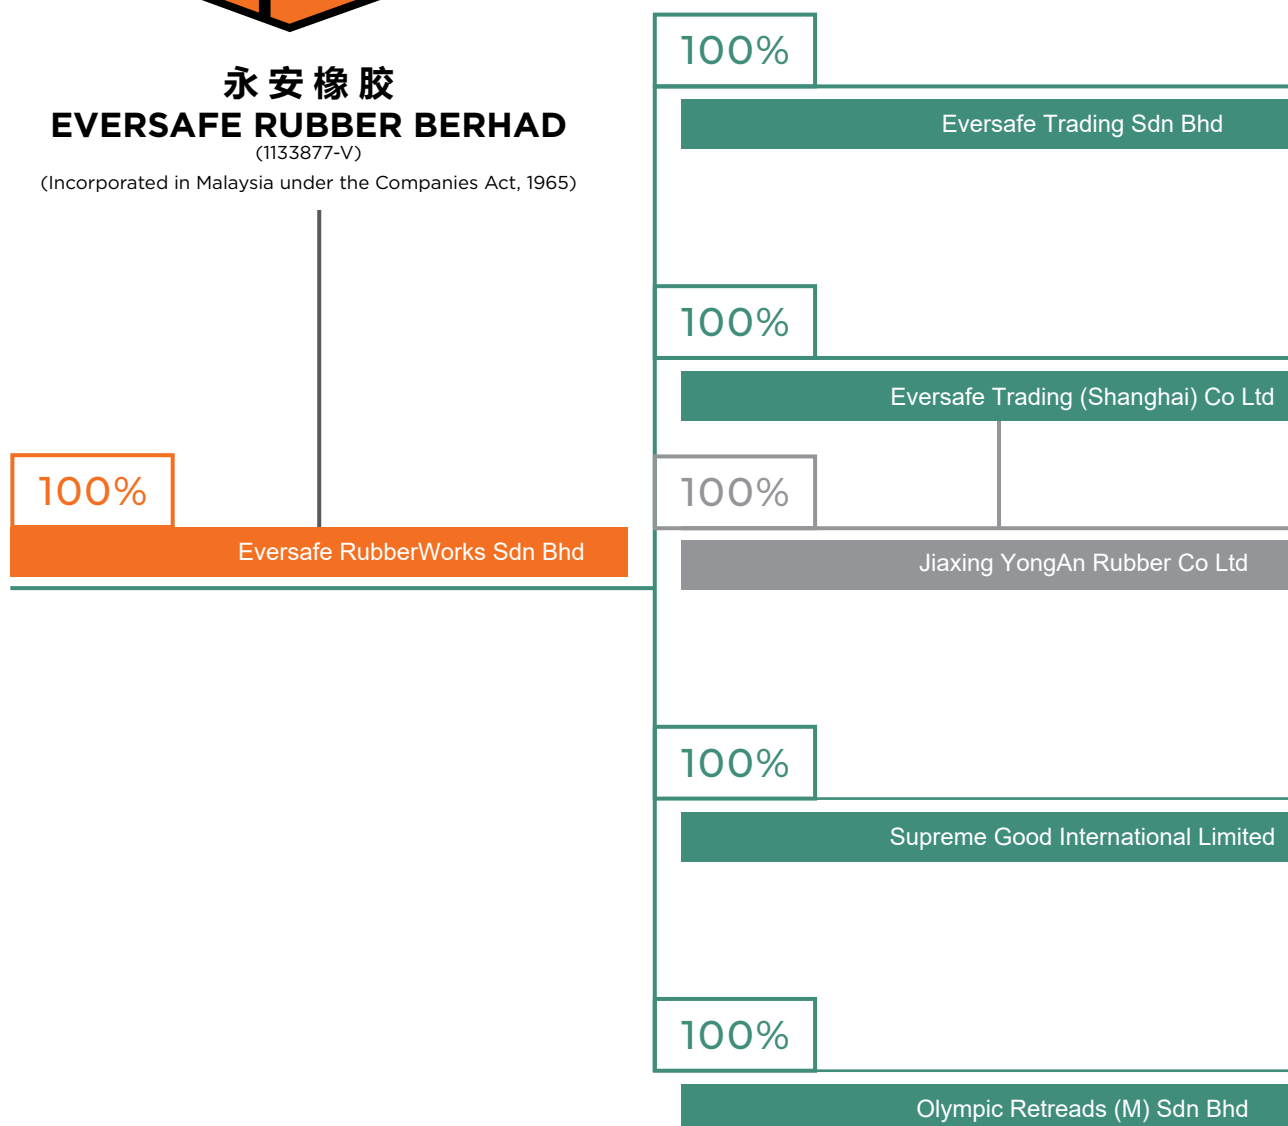 永安橡胶
EVERSAFE RUBBER BERHAD
(1133877-V)
(Incorporated in Malaysia under the Companies Act, 1965)
100%
Eversafe RubberWorks Sdn Bhd
100%
Eversafe Trading Sdn Bhd
100%
Eversafe Trading (Shanghai) Co Ltd
100%
Jiaxing YongAn Rubber Co Ltd
100%
Supreme Good International Limited
100%
Olympic Retreads (M) Sdn Bhd